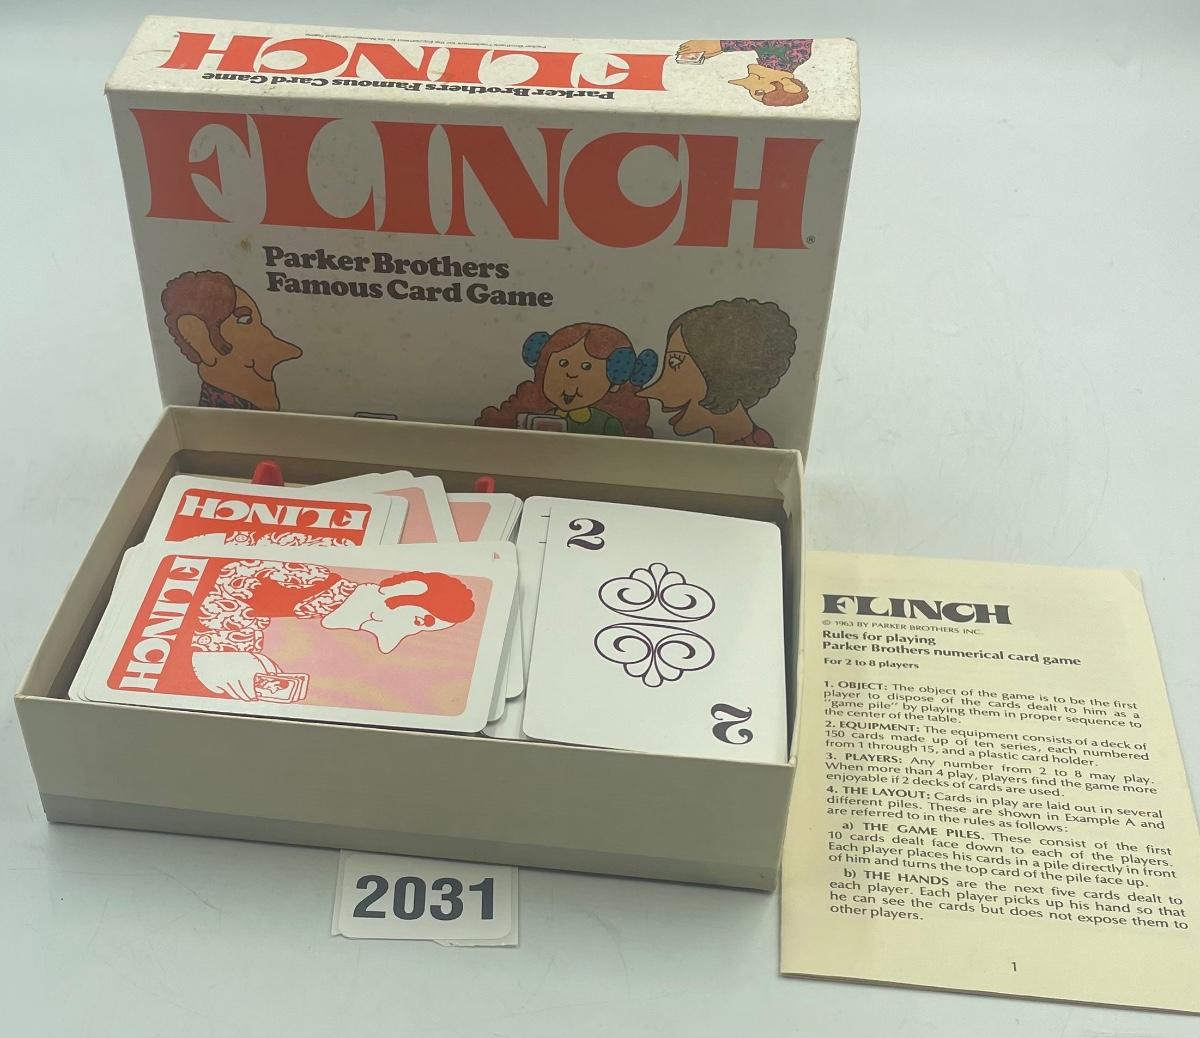 FLINCH
Parker Brothers Famous Card Game
FLINCH®
Parker Brothers
Famous Card Game
FLINCH
FLINCH
2
2
2031
FLINCH
© 1963 BY PARKER BROTHERS INC.
Rules for playing
Parker Brothers numerical card game
For 2 to 8 players
1. OBJECT: The object of the game is to be the first
player to dispose of the cards dealt to him as a
"game pile" by playing them in proper sequence to
the center of the table.
2. EQUIPMENT: The equipment consists of a deck of
150 cards made up of ten series, each numbered
from 1 through 15, and a plastic card holder.
3. PLAYERS: Any number from 2 to 8 may play.
When more than 4 play, players find the game more
enjoyable if 2 decks of cards are used.
4. THE LAYOUT: Cards in play are laid out in several
different piles. These are shown in Example A and
are referred to in the rules as follows:
a) THE GAME PILES. These consist of the first
10 cards dealt face down to each of the players.
Each player places his cards in a pile directly in front
of him and turns the top card of the pile face up.
b) THE HANDS are the next five cards dealt to
each player. Each player picks up his hand so that
he can see the cards but does not expose them to
other players.
1